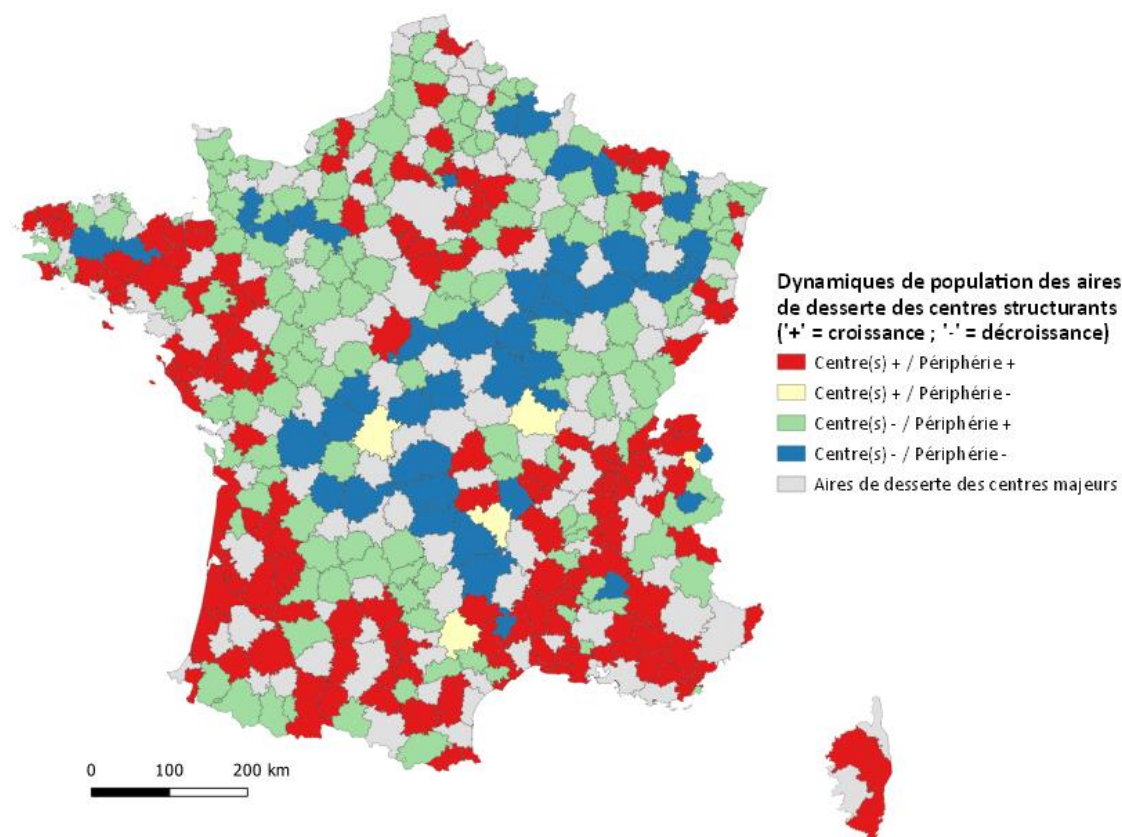 Dynamiques de population des aires
de desserte des centres structurants
('+' = croissance ; '-' = décroissance)
Centre(s) + / Périphérie +
Centre(s) + / Périphérie -
Centre(s) - / Périphérie +
Centre(s) - / Périphérie -
Aires de desserte des centres majeurs
0 100 200 km